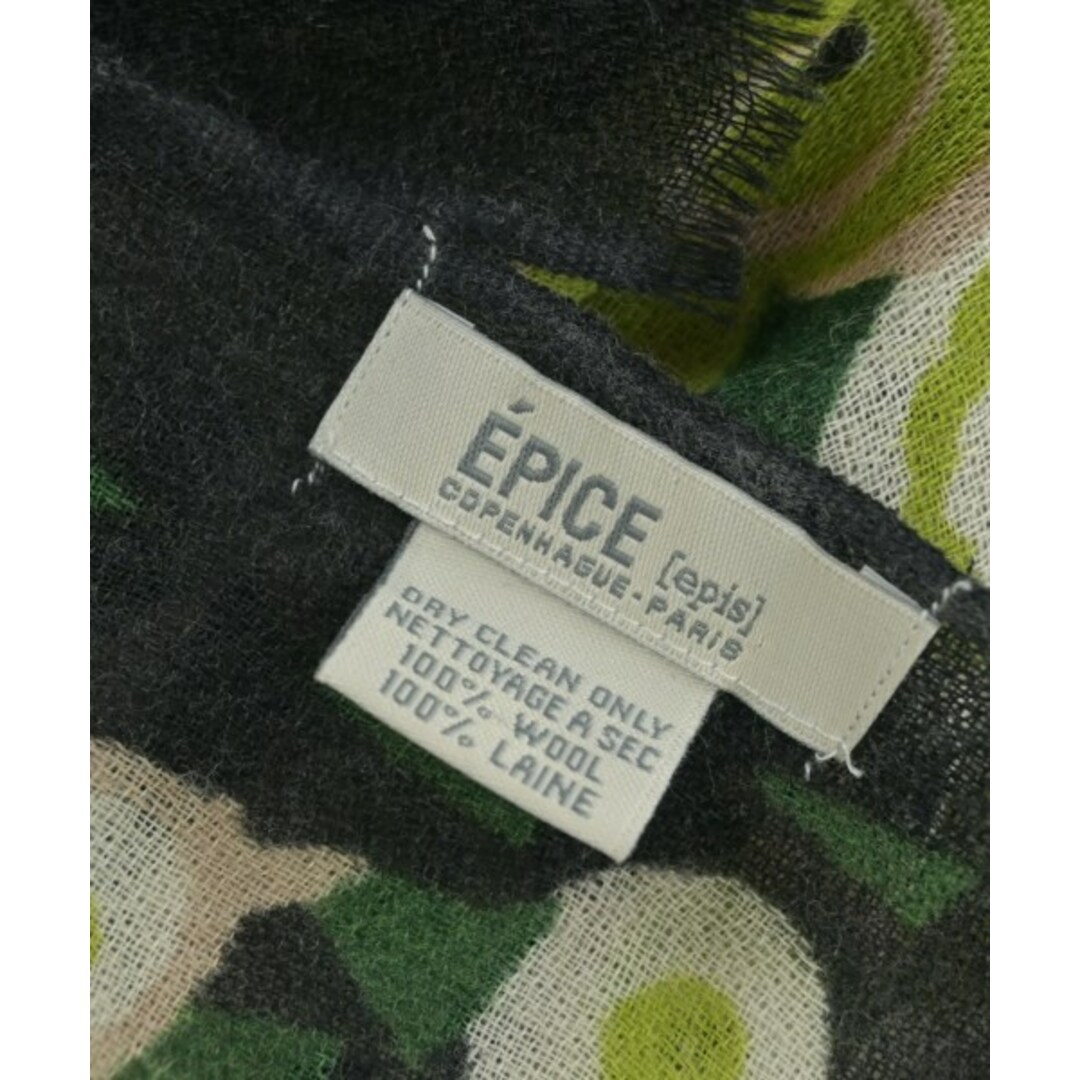 ÉPICE [epis]
COPENHAGUE-PARiS
DRY CLEAN ONLY
NETTOYAGE A SEC
100% WOOL
100% LAINE